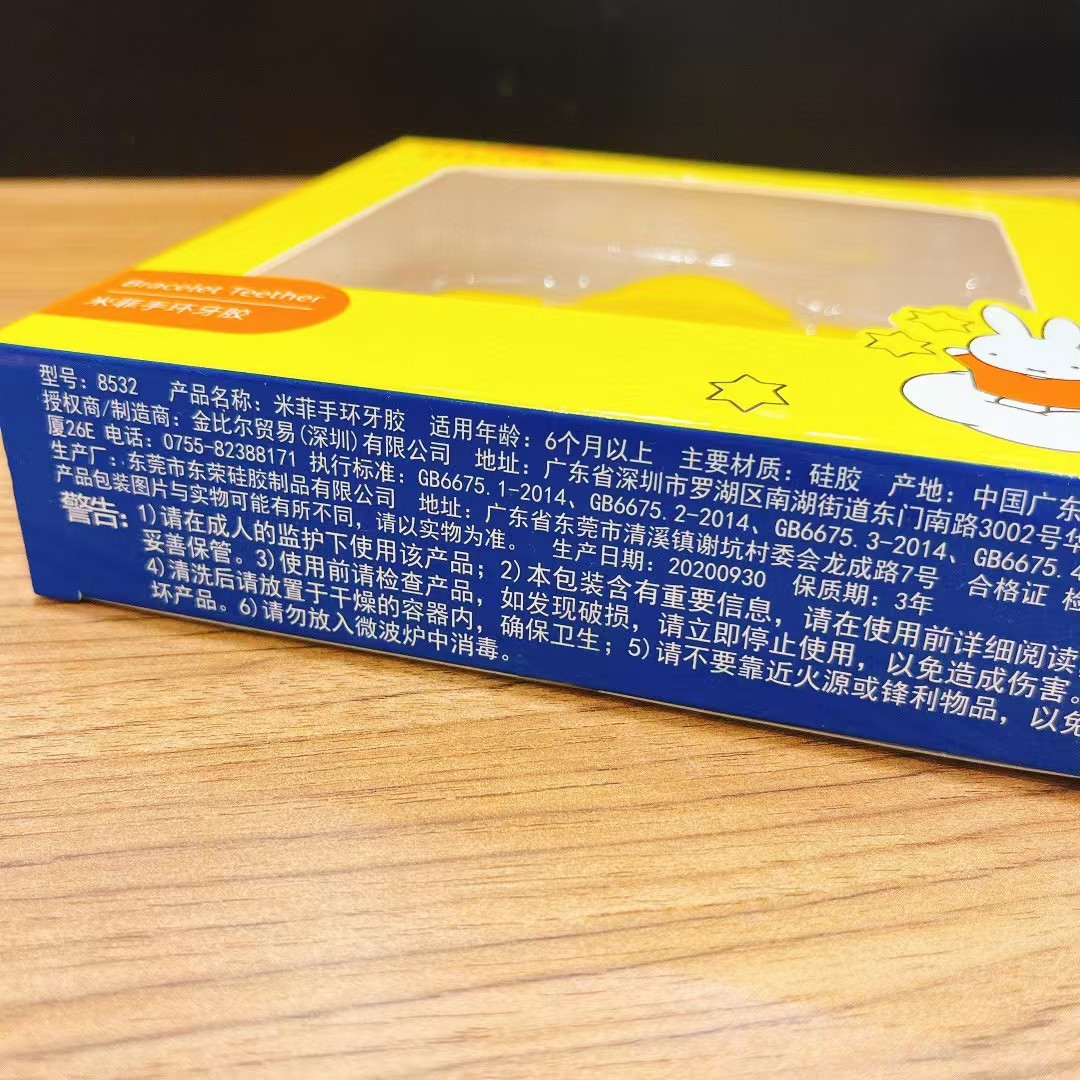 Bracelet Teether
米菲手环牙胶
型号: 8532 产品名称: 米菲手环牙胶 适用年龄: 6个月以上 主要材质: 硅胶 产地: 中国广东
授权商/制造商: 金比尔贸易(深圳)有限公司 地址: 广东省深圳市罗湖区南湖街道东门南路3002号华
厦26E 电话: 0755-82388171 执行标准: GB6675.1-2014、GB6675.2-2014、GB6675.3-2014、GB6675.4
生产厂: 东莞市东荣硅胶制品有限公司 地址: 广东省东莞市清溪镇谢坑村委会龙成路7号 合格证 检
产品包装图片与实物可能有所不同, 请以实物为准。 生产日期: 20200930 保质期: 3年
警告: 1)请在成人的监护下使用该产品; 2)本包装含有重要信息, 请在使用前详细阅读
妥善保管。3)使用前请检查产品, 如发现破损, 请立即停止使用, 以免造成伤害。
4)清洗后请放置于干燥的容器内, 确保卫生; 5)请不要靠近火源或锋利物品, 以免
坏产品。6)请勿放入微波炉中消毒。